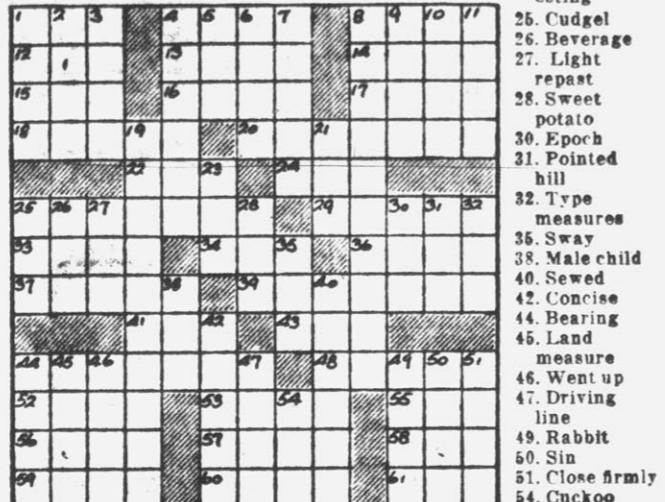 1 2 3 4 5 6 7 8 9 10 11
12 13 14
15 16 17
18 19 20 21
22 23 24
25 26 27 28 29 30 31 32
33 34 35 36
37 38 39 40
41 42 43
44 45 46 47 48 49 50 51
52 53 54 55
56 57 58
59 60 61
esting
25. Cudgel
26. Beverage
27. Light
repast
28. Sweet
potato
30. Epoch
31. Pointed
hill
32. Type
measures
35. Sway
38. Male child
40. Sewed
42. Concise
44. Bearing
45. Land
measure
46. Went up
47. Driving
line
49. Rabbit
50. Sin
51. Close firmly
54. Cuckoo